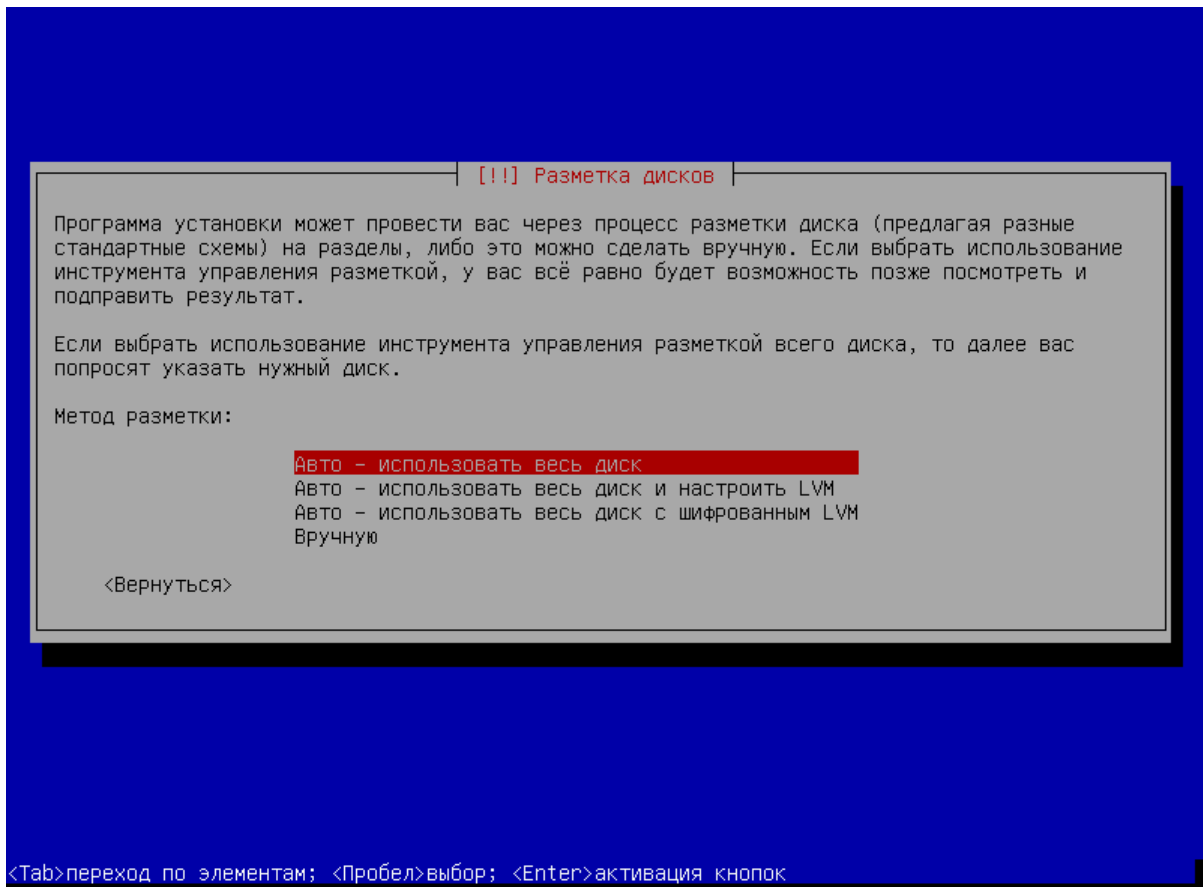 [!!] Разметка дисков
Программа установки может провести вас через процесс разметки диска (предлагая разные
стандартные схемы) на разделы, либо это можно сделать вручную. Если выбрать использование
инструмента управления разметкой, у вас всё равно будет возможность позже посмотреть и
подправить результат.
Если выбрать использование инструмента управления разметкой всего диска, то далее вас
попросят указать нужный диск.
Метод разметки:
Авто – использовать весь диск
Авто – использовать весь диск и настроить LVM
Авто – использовать весь диск с шифрованным LVM
Вручную
<Вернуться>
<Tab>переход по элементам; <Пробел>выбор; <Enter>активация кнопок